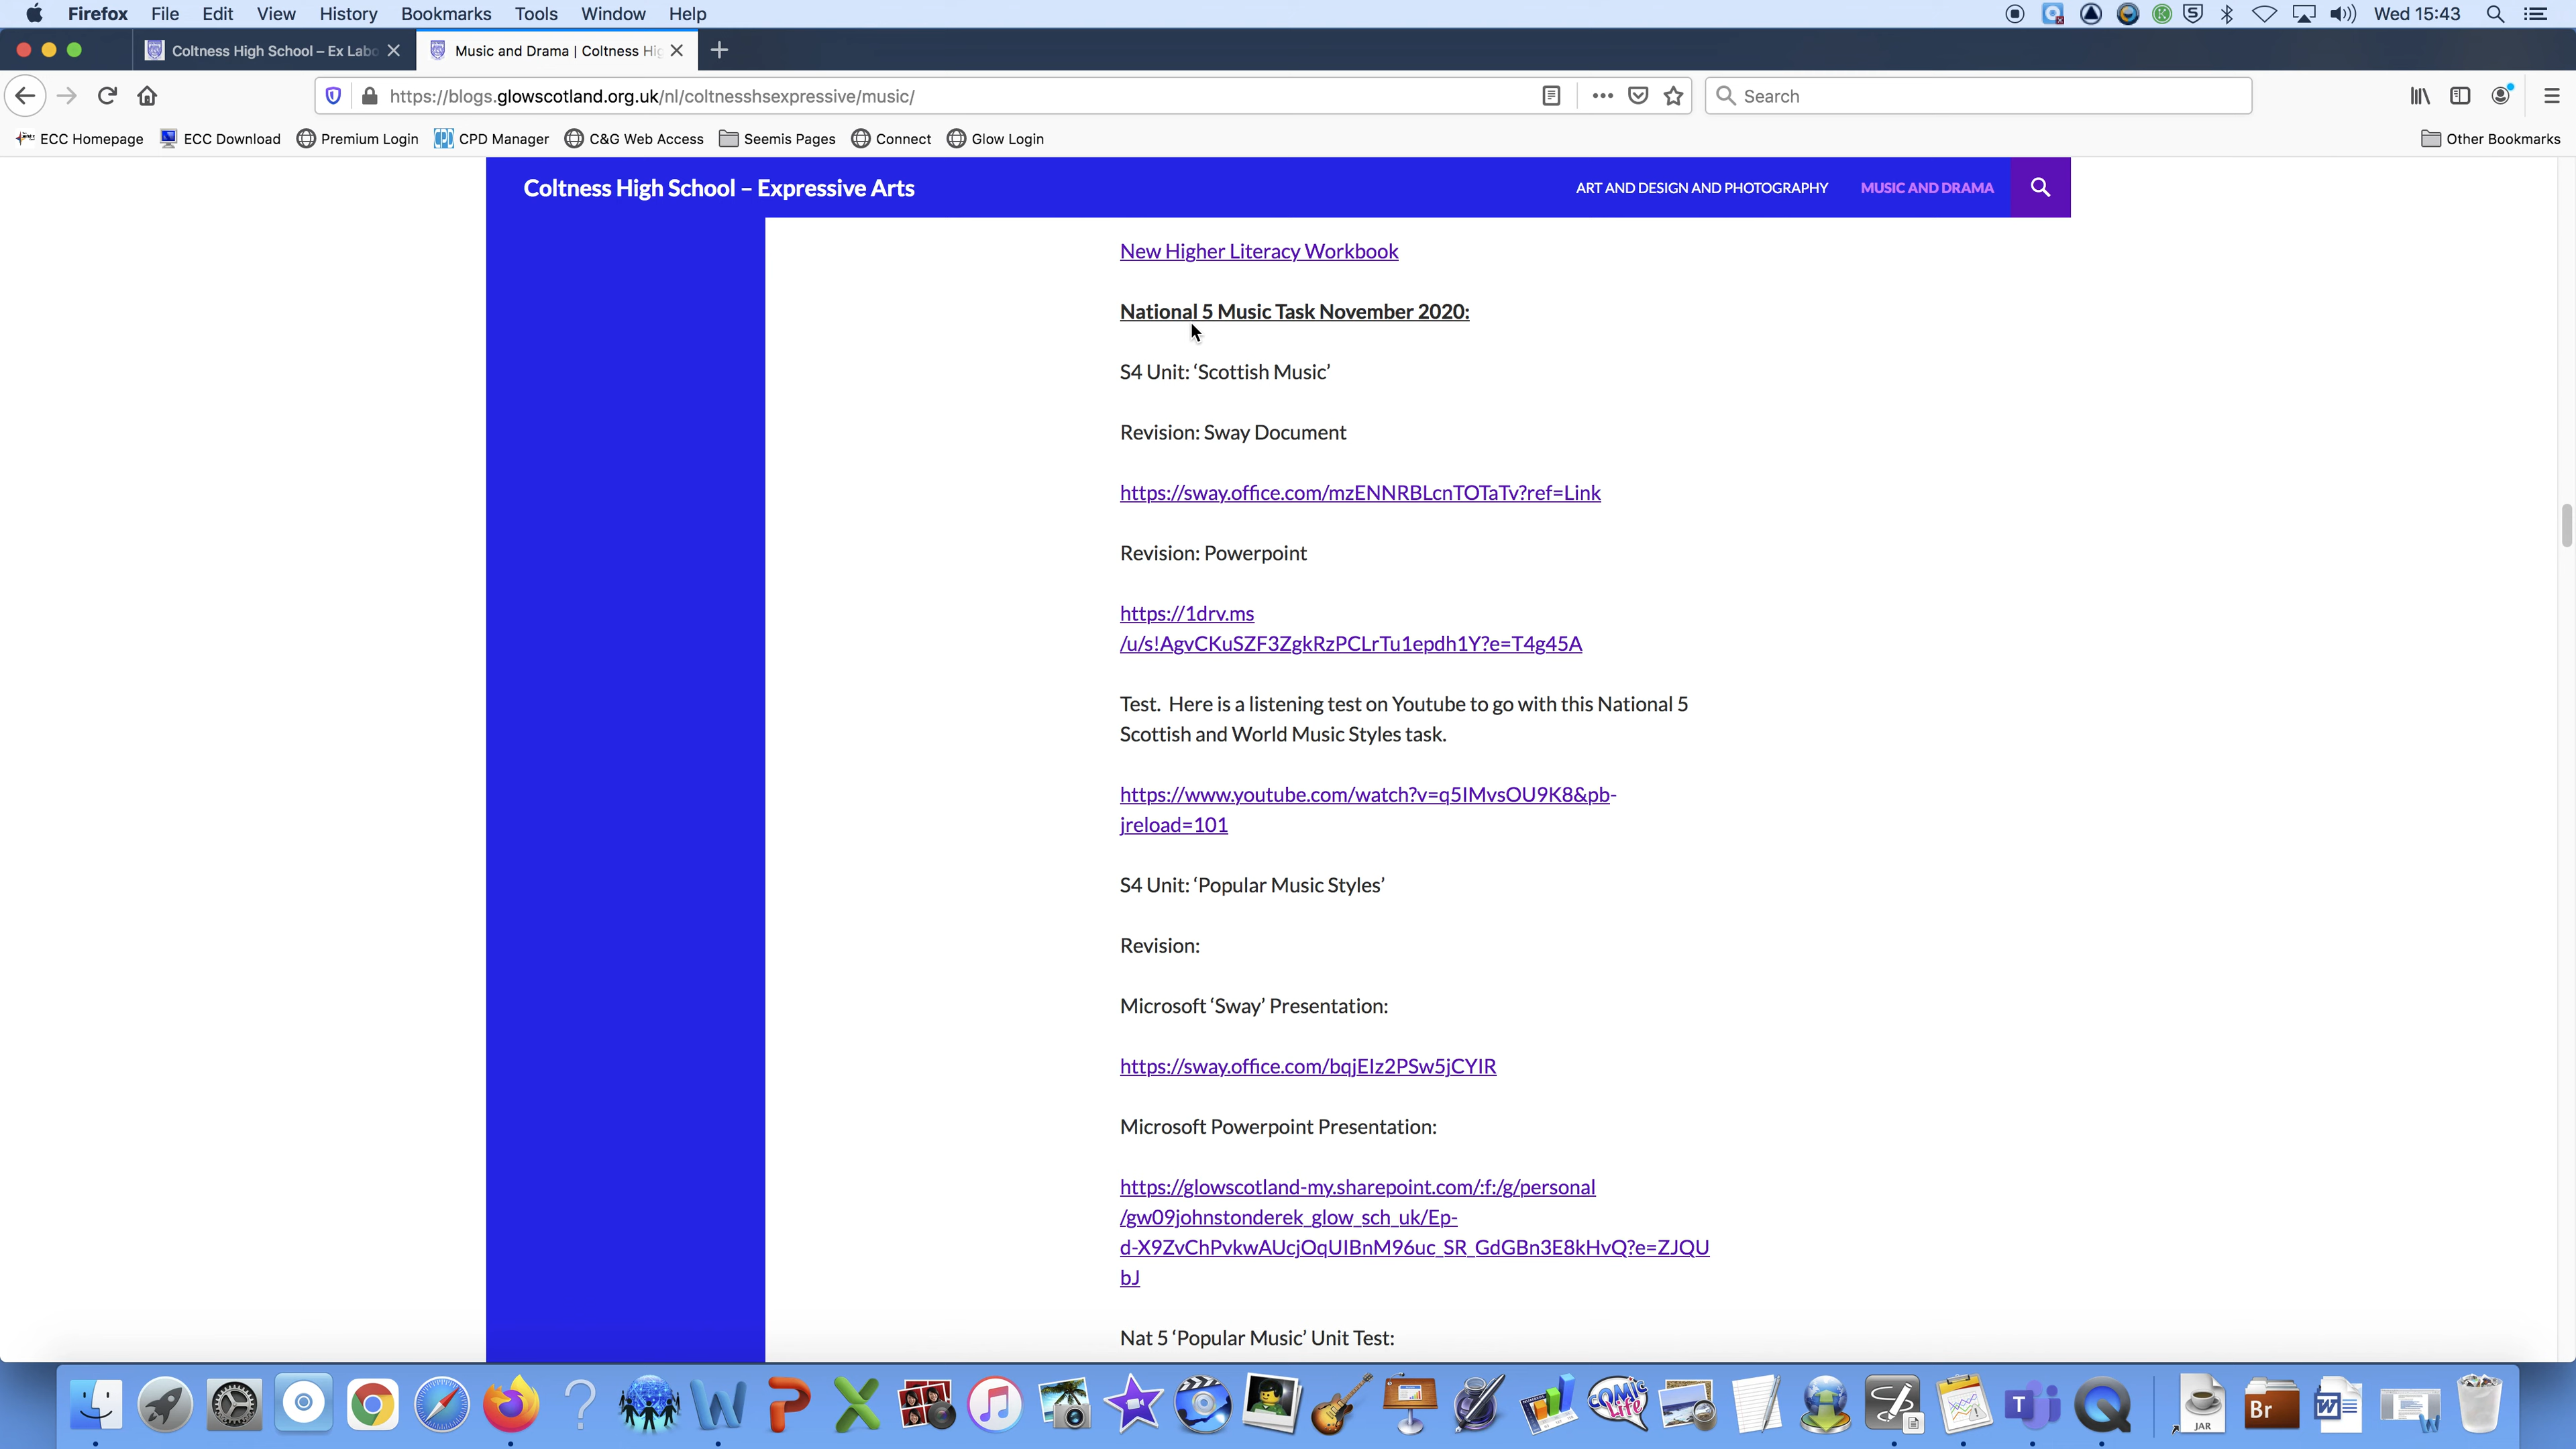 Firefox File Edit View History Bookmarks Tools Window Help Wed 15:43
Coltness High School – Ex Labo Music and Drama | Coltness Hig
https://blogs.glowscotland.org.uk/nl/coltnesshsexpressive/music/ Search
ECC Homepage ECC Download Premium Login CPD Manager C&G Web Access Seemis Pages Connect Glow Login Other Bookmarks
Coltness High School – Expressive Arts ART AND DESIGN AND PHOTOGRAPHY MUSIC AND DRAMA
New Higher Literacy Workbook
National 5 Music Task November 2020:
S4 Unit: ‘Scottish Music’
Revision: Sway Document
https://sway.office.com/mzENNRBLcnTOTaTv?ref=Link
Revision: Powerpoint
https://1drv.ms
/u/s!AgvCKuSZF3ZgkRzPCLrTu1epdh1Y?e=T4g45A
Test. Here is a listening test on Youtube to go with this National 5
Scottish and World Music Styles task.
https://www.youtube.com/watch?v=q5IMvsOU9K8&pb-
jreload=101
S4 Unit: ‘Popular Music Styles’
Revision:
Microsoft ‘Sway’ Presentation:
https://sway.office.com/bqjEIz2PSw5jCYIR
Microsoft Powerpoint Presentation:
https://glowscotland-my.sharepoint.com/:f:/g/personal
/gw09johnstonderek_glow_sch_uk/Ep-
d-X9ZvChPvkwAUcjOqUIBnM96uc_SR_GdGBn3E8kHvQ?e=ZJQU
bJ
Nat 5 ‘Popular Music’ Unit Test:
COMIC Life
JAR
Br